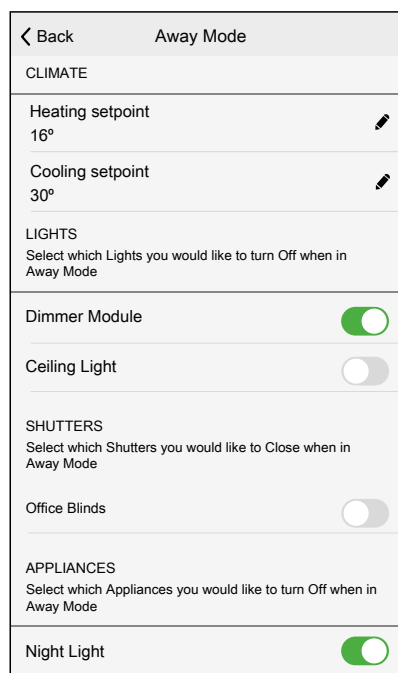 Back Away Mode
CLIMATE
Heating setpoint
16º
Cooling setpoint
30º
LIGHTS
Select which Lights you would like to turn Off when in
Away Mode
Dimmer Module
Ceiling Light
SHUTTERS
Select which Shutters you would like to Close when in
Away Mode
Office Blinds
APPLIANCES
Select which Appliances you would like to turn Off when in
Away Mode
Night Light